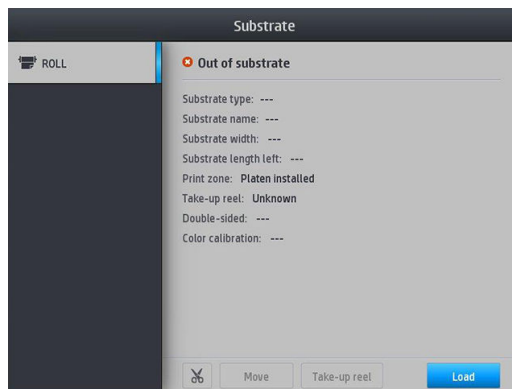 Substrate
ROLL
Out of substrate
Substrate type: ---
Substrate name: ---
Substrate width: ---
Substrate length left: ---
Print zone: Platen installed
Take-up reel: Unknown
Double-sided: ---
Color calibration: ---
Move
Take-up reel
Load